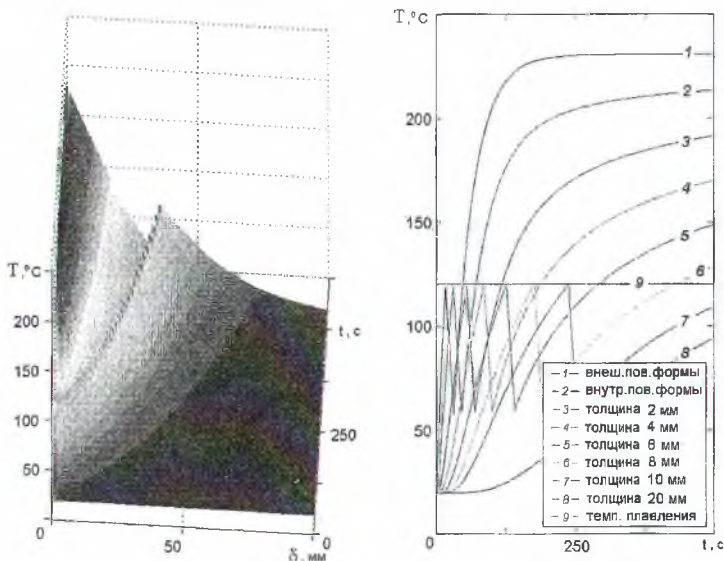 T,°C
200
150
100
50
0
50
0
δ, мм
t, c
250
T,°C
250
200
150
100
50
0
250
t, c
1
2
3
4
5
6
7
8
9
–1– внеш.пов.формы
–2– внутр.пов.формы
–3– толщина 2 мм
–4– толщина 4 мм
–5– толщина 6 мм
–6– толщина 8 мм
–7– толщина 10 мм
–8– толщина 20 мм
–9– темп. плавления